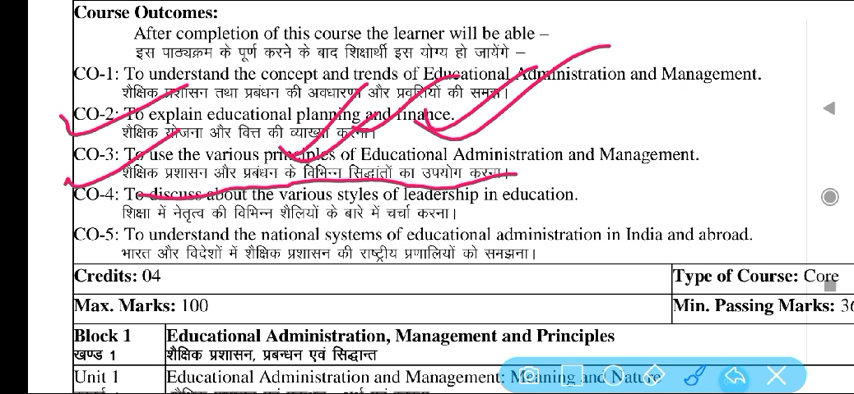 Course Outcomes:
After completion of this course the learner will be able –
इस पाठ्यक्रम के पूर्ण करने के बाद शिक्षार्थी इस योग्य हो जायेंगे –
CO-1: To understand the concept and trends of Educational Administration and Management.
शैक्षिक प्रशासन तथा प्रबंधन की अवधारणा और प्रवृत्तियों की समझ।
CO-2: To explain educational planning and finance.
शैक्षिक योजना और वित्त की व्याख्या करना।
CO-3: To use the various principles of Educational Administration and Management.
शैक्षिक प्रशासन और प्रबंधन के विभिन्न सिद्धांतों का उपयोग करना।
CO-4: To discuss about the various styles of leadership in education.
शिक्षा में नेतृत्व की विभिन्न शैलियों के बारे में चर्चा करना।
CO-5: To understand the national systems of educational administration in India and abroad.
भारत और विदेशों में शैक्षिक प्रशासन की राष्ट्रीय प्रणालियों को समझना।
Credits: 04 Type of Course: Core
Max. Marks: 100 Min. Passing Marks: 36
Block 1 Educational Administration, Management and Principles
खण्ड 1 शैक्षिक प्रशासन, प्रबन्धन एवं सिद्धान्त
Unit 1 Educational Administration and Management: Meaning and Nature